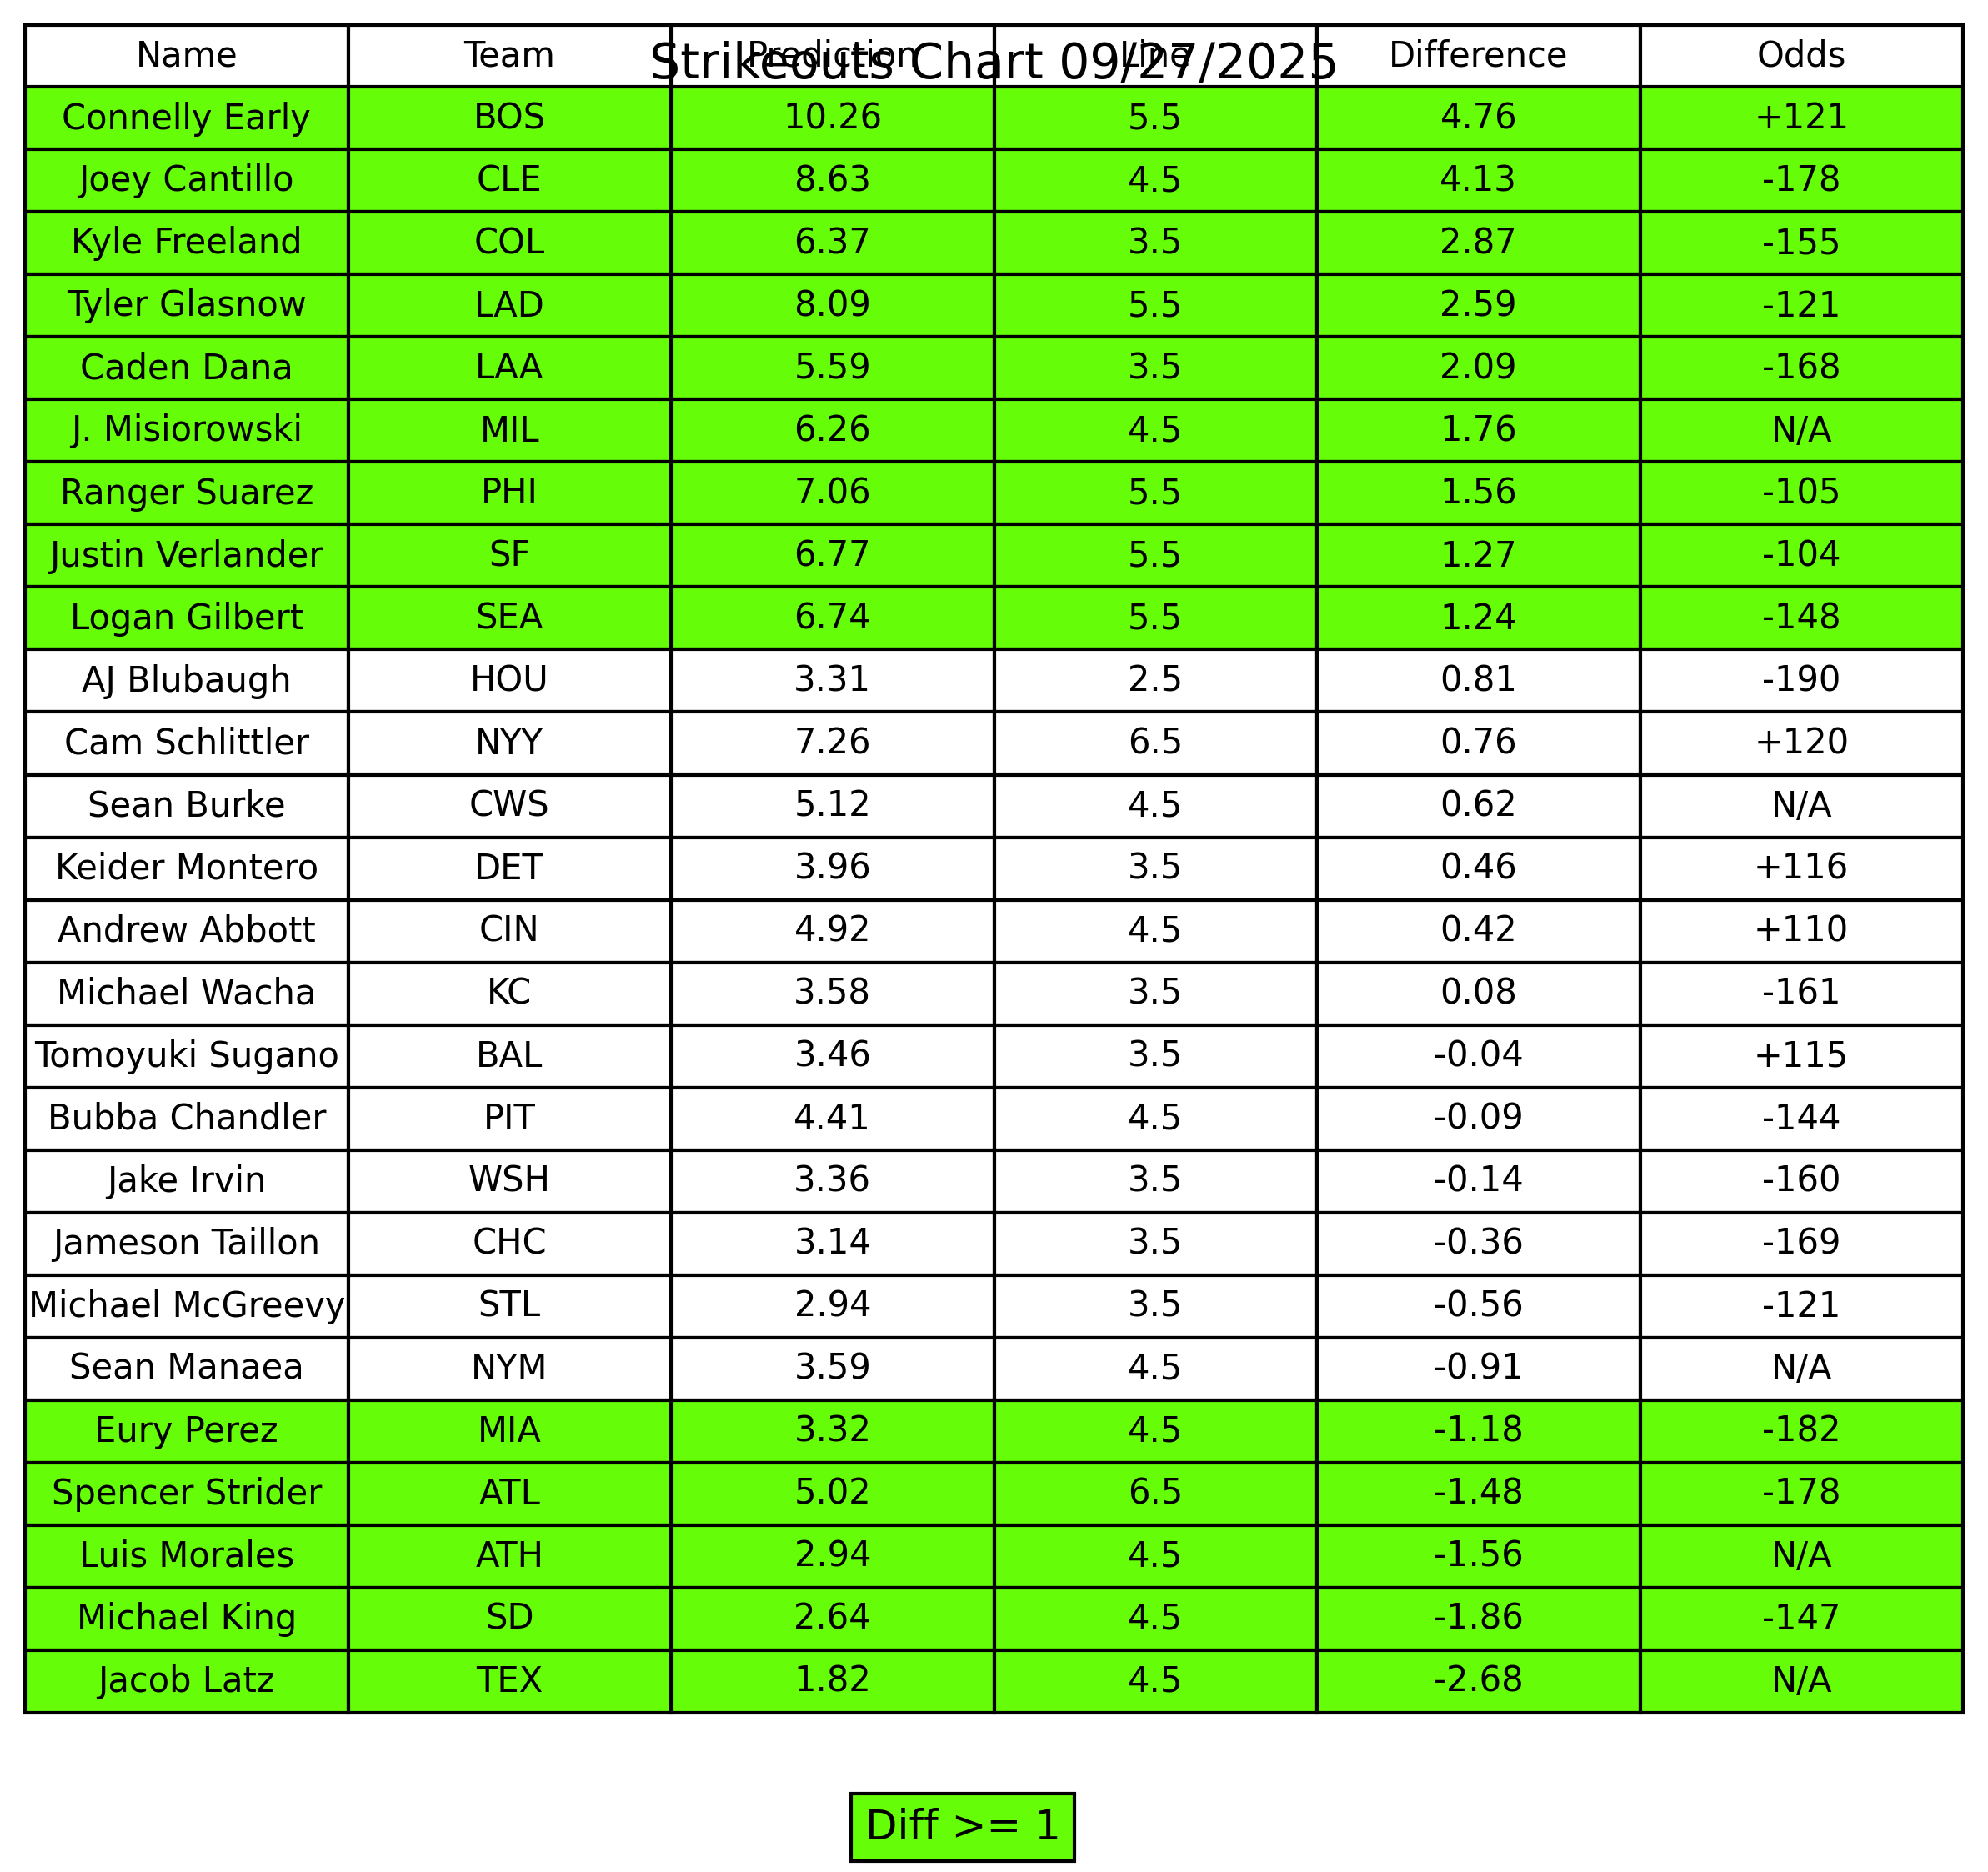 Strikeouts Chart 09/27/2025
Name Team Prediction Line Difference Odds
Connelly Early BOS 10.26 5.5 4.76 +121
Joey Cantillo CLE 8.63 4.5 4.13 -178
Kyle Freeland COL 6.37 3.5 2.87 -155
Tyler Glasnow LAD 8.09 5.5 2.59 -121
Caden Dana LAA 5.59 3.5 2.09 -168
J. Misiorowski MIL 6.26 4.5 1.76 N/A
Ranger Suarez PHI 7.06 5.5 1.56 -105
Justin Verlander SF 6.77 5.5 1.27 -104
Logan Gilbert SEA 6.74 5.5 1.24 -148
AJ Blubaugh HOU 3.31 2.5 0.81 -190
Cam Schlittler NYY 7.26 6.5 0.76 +120
Sean Burke CWS 5.12 4.5 0.62 N/A
Keider Montero DET 3.96 3.5 0.46 +116
Andrew Abbott CIN 4.92 4.5 0.42 +110
Michael Wacha KC 3.58 3.5 0.08 -161
Tomoyuki Sugano BAL 3.46 3.5 -0.04 +115
Bubba Chandler PIT 4.41 4.5 -0.09 -144
Jake Irvin WSH 3.36 3.5 -0.14 -160
Jameson Taillon CHC 3.14 3.5 -0.36 -169
Michael McGreevy STL 2.94 3.5 -0.56 -121
Sean Manaea NYM 3.59 4.5 -0.91 N/A
Eury Perez MIA 3.32 4.5 -1.18 -182
Spencer Strider ATL 5.02 6.5 -1.48 -178
Luis Morales ATH 2.94 4.5 -1.56 N/A
Michael King SD 2.64 4.5 -1.86 -147
Jacob Latz TEX 1.82 4.5 -2.68 N/A
Diff >= 1